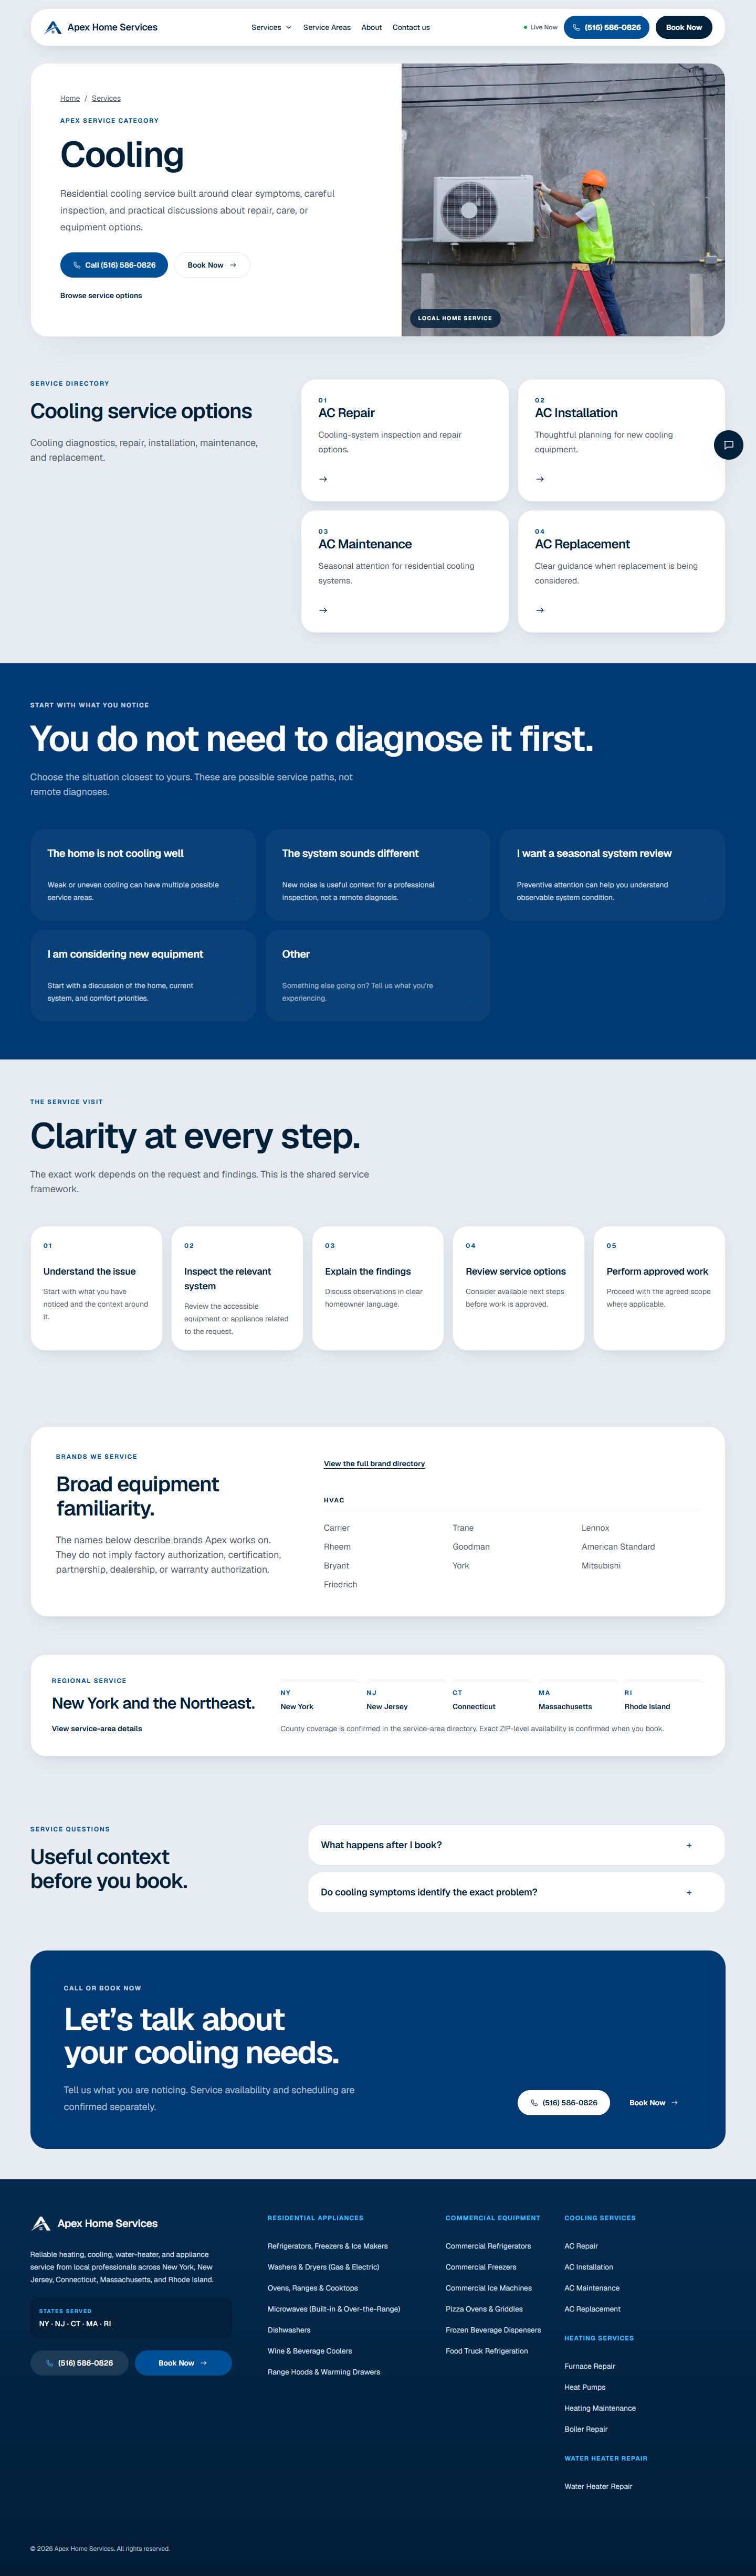 Apex Home Services
Services
Service Areas
About
Contact us
Live Now
(516) 586-0826
Book Now
Home / Services
APEX SERVICE CATEGORY
Cooling
Residential cooling service built around clear symptoms, careful
inspection, and practical discussions about repair, care, or
equipment options.
Call (516) 586-0826
Book Now
Browse service options
LOCAL HOME SERVICE
SERVICE DIRECTORY
Cooling service options
Cooling diagnostics, repair, installation, maintenance,
and replacement.
01
AC Repair
Cooling-system inspection and repair
options.
02
AC Installation
Thoughtful planning for new cooling
equipment.
03
AC Maintenance
Seasonal attention for residential cooling
systems.
04
AC Replacement
Clear guidance when replacement is being
considered.
START WITH WHAT YOU NOTICE
You do not need to diagnose it first.
Choose the situation closest to yours. These are possible service paths, not
remote diagnoses.
The home is not cooling well
Weak or uneven cooling can have multiple possible
service areas.
The system sounds different
New noise is useful context for a professional
inspection, not a remote diagnosis.
I want a seasonal system review
Preventive attention can help you understand
observable system condition.
I am considering new equipment
Start with a discussion of the home, current
system, and comfort priorities.
Other
Something else going on? Tell us what you're
experiencing.
THE SERVICE VISIT
Clarity at every step.
The exact work depends on the request and findings. This is the shared service
framework.
01
Understand the issue
Start with what you have
noticed and the context around
it.
02
Inspect the relevant
system
Review the accessible
equipment or appliance related
to the request.
03
Explain the findings
Discuss observations in clear
homeowner language.
04
Review service options
Consider available next steps
before work is approved.
05
Perform approved work
Proceed with the agreed scope
where applicable.
BRANDS WE SERVICE
Broad equipment
familiarity.
The names below describe brands Apex works on.
They do not imply factory authorization, certification,
partnership, dealership, or warranty authorization.
View the full brand directory
HVAC
Carrier
Trane
Lennox
Rheem
Goodman
American Standard
Bryant
York
Mitsubishi
Friedrich
REGIONAL SERVICE
New York and the Northeast.
View service-area details
NY
New York
NJ
New Jersey
CT
Connecticut
MA
Massachusetts
RI
Rhode Island
County coverage is confirmed in the service-area directory. Exact ZIP-level availability is confirmed when you book.
SERVICE QUESTIONS
Useful context
before you book.
What happens after I book?
+
Do cooling symptoms identify the exact problem?
+
CALL OR BOOK NOW
Let’s talk about
your cooling needs.
Tell us what you are noticing. Service availability and scheduling are
confirmed separately.
(516) 586-0826
Book Now
Apex Home Services
Reliable heating, cooling, water-heater, and appliance
service from local professionals across New York, New
Jersey, Connecticut, Massachusetts, and Rhode Island.
STATES SERVED
NY · NJ · CT · MA · RI
(516) 586-0826
Book Now
RESIDENTIAL APPLIANCES
Refrigerators, Freezers & Ice Makers
Washers & Dryers (Gas & Electric)
Ovens, Ranges & Cooktops
Microwaves (Built-in & Over-the-Range)
Dishwashers
Wine & Beverage Coolers
Range Hoods & Warming Drawers
COMMERCIAL EQUIPMENT
Commercial Refrigerators
Commercial Freezers
Commercial Ice Machines
Pizza Ovens & Griddles
Frozen Beverage Dispensers
Food Truck Refrigeration
COOLING SERVICES
AC Repair
AC Installation
AC Maintenance
AC Replacement
HEATING SERVICES
Furnace Repair
Heat Pumps
Heating Maintenance
Boiler Repair
WATER HEATER REPAIR
Water Heater Repair
© 2026 Apex Home Services. All rights reserved.